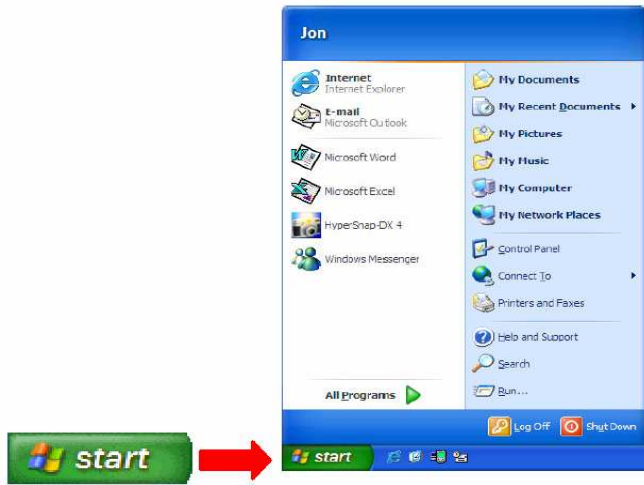 Jon
Internet
Internet Explorer
E-mail
Microsoft Outlook
Microsoft Word
Microsoft Excel
HyperSnap-DX 4
Windows Messenger
All Programs
My Documents
My Recent Documents
My Pictures
My Music
My Computer
My Network Places
Control Panel
Connect To
Printers and Faxes
Help and Support
Search
Run...
Log Off
Shut Down
start
start